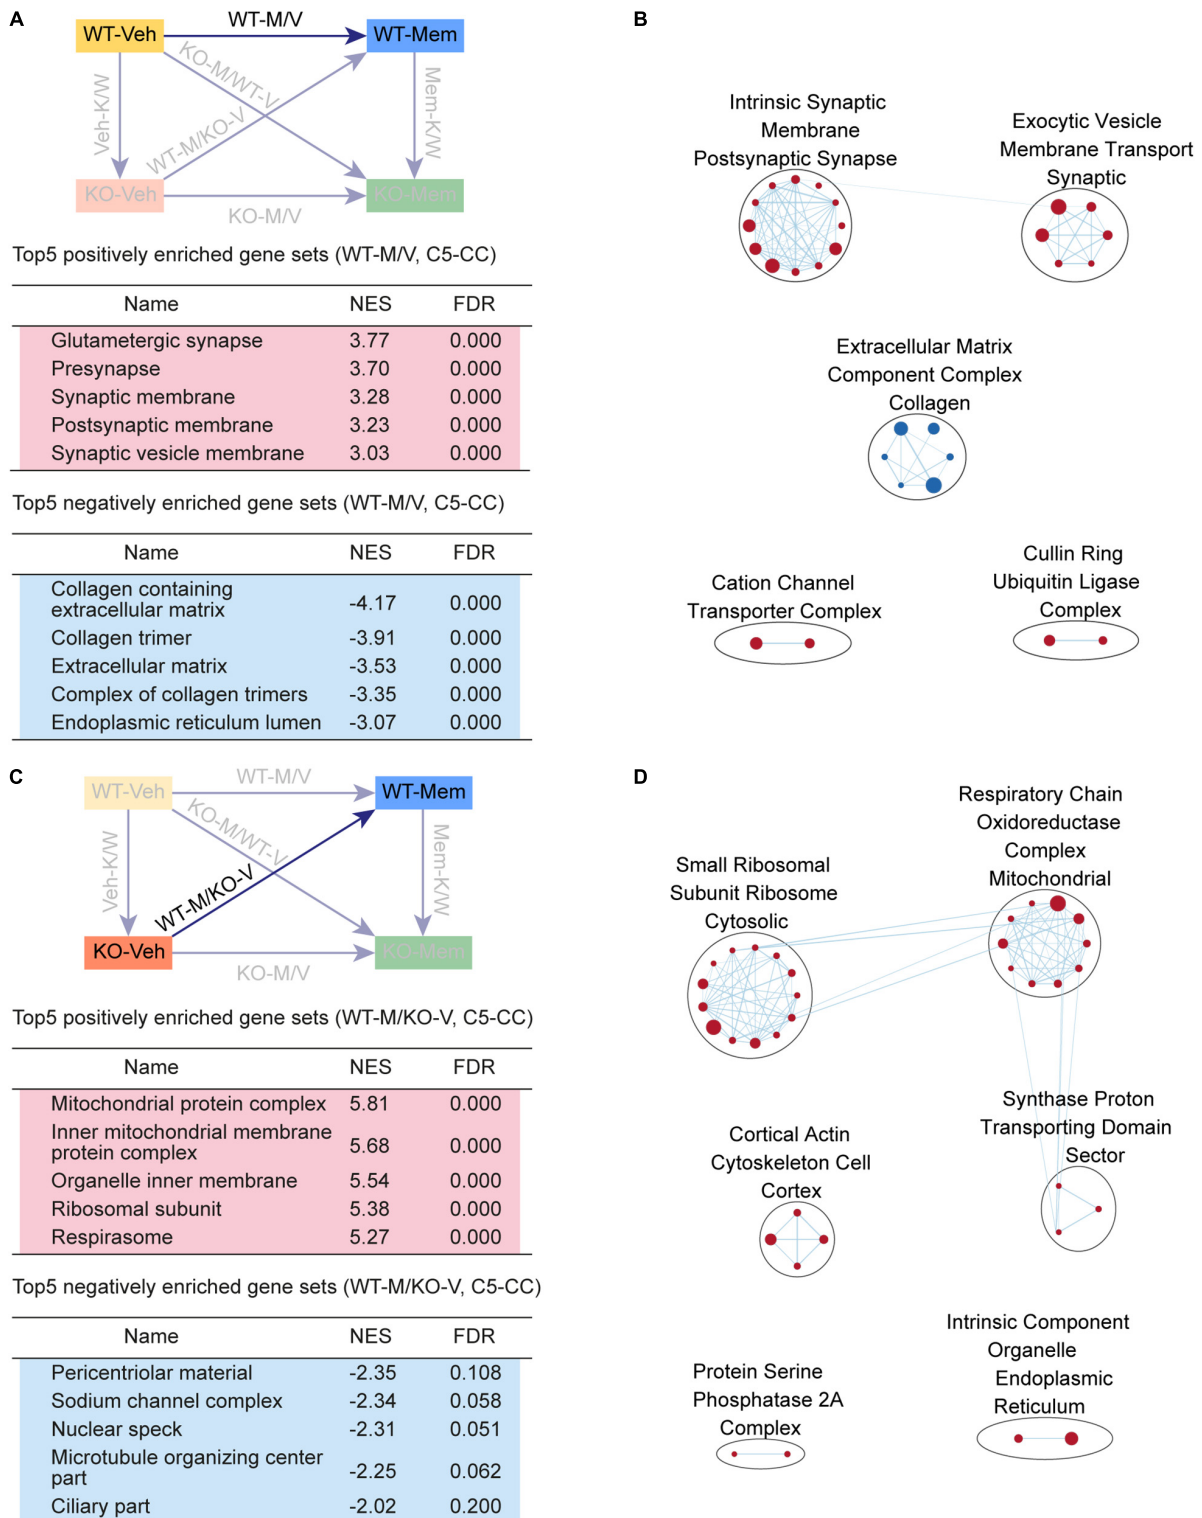 A
WT-Veh
WT-M/V
WT-Mem
KO-M/WT-V
Veh-K/W
WT-M/KO-V
Mem-K/W
KO-Veh
KO-M/V
KO-Mem
Top5 positively enriched gene sets (WT-M/V, C5-CC)
Name NES FDR
Glutametergic synapse 3.77 0.000
Presynapse 3.70 0.000
Synaptic membrane 3.28 0.000
Postsynaptic membrane 3.23 0.000
Synaptic vesicle membrane 3.03 0.000
Top5 negatively enriched gene sets (WT-M/V, C5-CC)
Name NES FDR
Collagen containing
extracellular matrix -4.17 0.000
Collagen trimer -3.91 0.000
Extracellular matrix -3.53 0.000
Complex of collagen trimers -3.35 0.000
Endoplasmic reticulum lumen -3.07 0.000
B
Intrinsic Synaptic
Membrane
Postsynaptic Synapse
Exocytic Vesicle
Membrane Transport
Synaptic
Extracellular Matrix
Component Complex
Collagen
Cation Channel
Transporter Complex
Cullin Ring
Ubiquitin Ligase
Complex
C
WT-Veh
WT-M/V
WT-Mem
KO-M/WT-V
Veh-K/W
WT-M/KO-V
Mem-K/W
KO-Veh
KO-M/V
KO-Mem
Top5 positively enriched gene sets (WT-M/KO-V, C5-CC)
Name NES FDR
Mitochondrial protein complex 5.81 0.000
Inner mitochondrial membrane
protein complex 5.68 0.000
Organelle inner membrane 5.54 0.000
Ribosomal subunit 5.38 0.000
Respirasome 5.27 0.000
Top5 negatively enriched gene sets (WT-M/KO-V, C5-CC)
Name NES FDR
Pericentriolar material -2.35 0.108
Sodium channel complex -2.34 0.058
Nuclear speck -2.31 0.051
Microtubule organizing center
part -2.25 0.062
Ciliary part -2.02 0.200
D
Respiratory Chain
Oxidoreductase
Complex
Mitochondrial
Small Ribosomal
Subunit Ribosome
Cytosolic
Synthase Proton
Transporting Domain
Sector
Cortical Actin
Cytoskeleton Cell
Cortex
Intrinsic Component
Organelle
Endoplasmic
Reticulum
Protein Serine
Phosphatase 2A
Complex